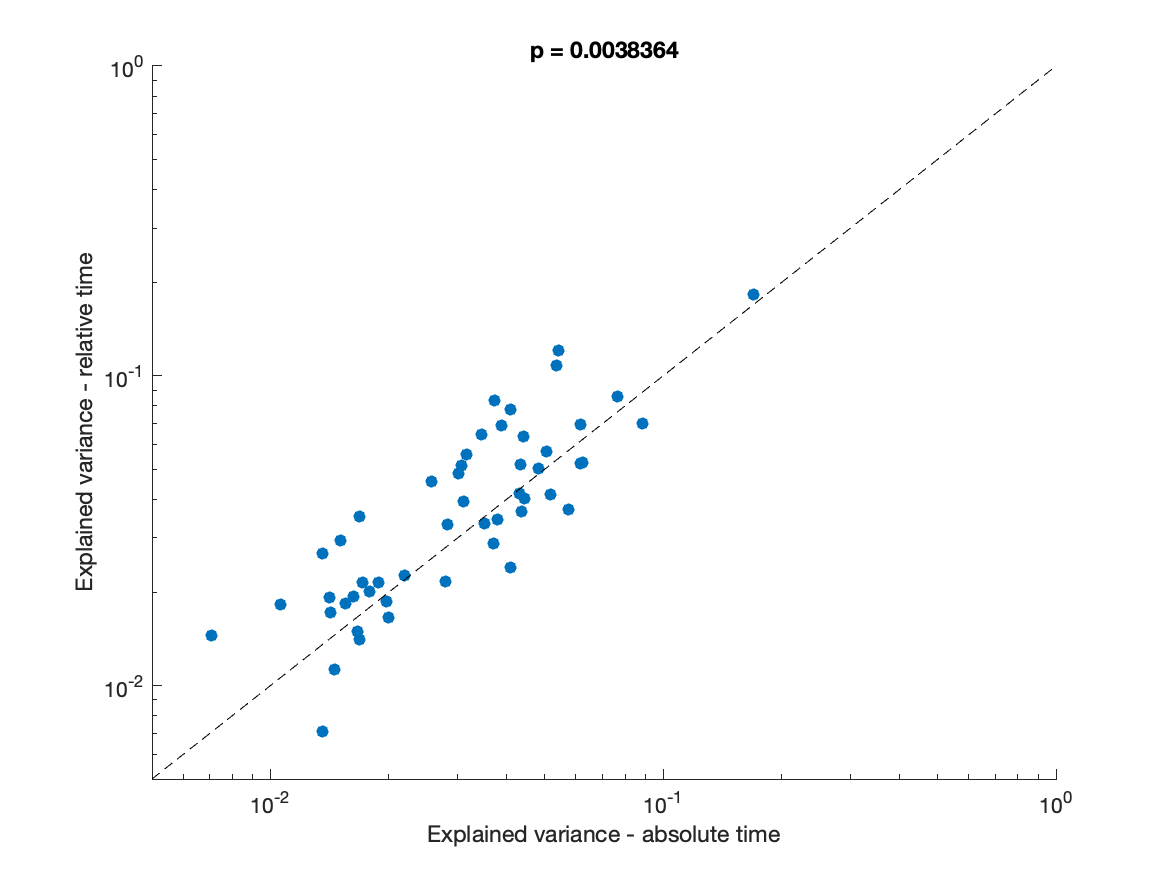 p = 0.0038364
10^0
10^-1
10^-2
Explained variance - relative time
10^-2
10^-1
10^0
Explained variance - absolute time